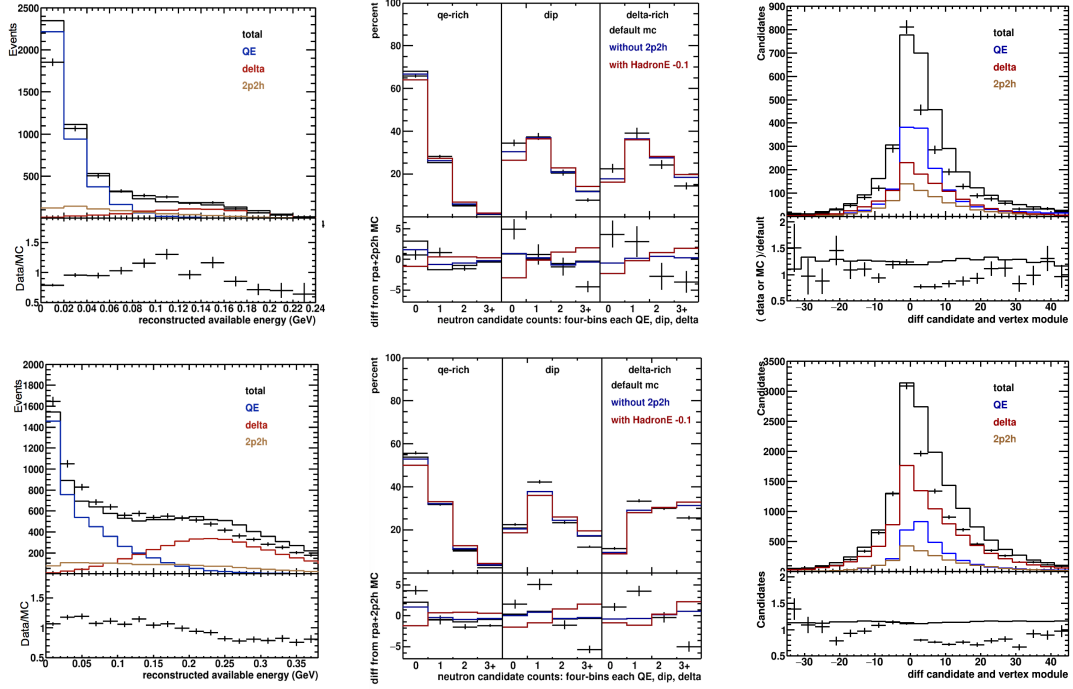 Events
2500
2000
1500
1000
500
total
QE
delta
2p2h
Data/MC
1.5
1
0.5
0 0.02 0.04 0.06 0.08 0.1 0.12 0.14 0.16 0.18 0.2 0.22 0.24
reconstructed available energy (GeV)
percent
100
80
60
40
20
qe-rich
dip
delta-rich
default mc
without 2p2h
with HadronE -0.1
diff from rpa+2p2h MC
5
0
−5
0 1 2 3+ 0 1 2 3+ 0 1 2 3+
neutron candidate counts: four-bins each QE, dip, delta
Candidates
900
800
700
600
500
400
300
200
100
0
total
QE
delta
2p2h
( data or MC )/default
2
1.5
1
0.5
−30 −20 −10 0 10 20 30 40
diff candidate and vertex module
Events
2000
1800
1600
1400
1200
1000
800
600
400
200
total
QE
delta
2p2h
Data/MC
1.5
1
0.5
0 0.05 0.1 0.15 0.2 0.25 0.3 0.35
reconstructed available energy (GeV)
percent
100
80
60
40
20
qe-rich
dip
delta-rich
default mc
without 2p2h
with HadronE -0.1
diff from rpa+2p2h MC
5
0
−5
0 1 2 3+ 0 1 2 3+ 0 1 2 3+
neutron candidate counts: four-bins each QE, dip, delta
Candidates
3500
3000
2500
2000
1500
1000
500
0
total
QE
delta
2p2h
Candidates
2
1.5
1
0.5
−30 −20 −10 0 10 20 30 40
diff candidate and vertex module